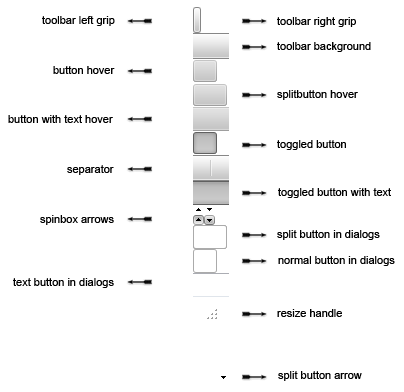 toolbar left grip
toolbar right grip
toolbar background
button hover
splitbutton hover
button with text hover
toggled button
separator
toggled button with text
spinbox arrows
split button in dialogs
normal button in dialogs
text button in dialogs
resize handle
split button arrow